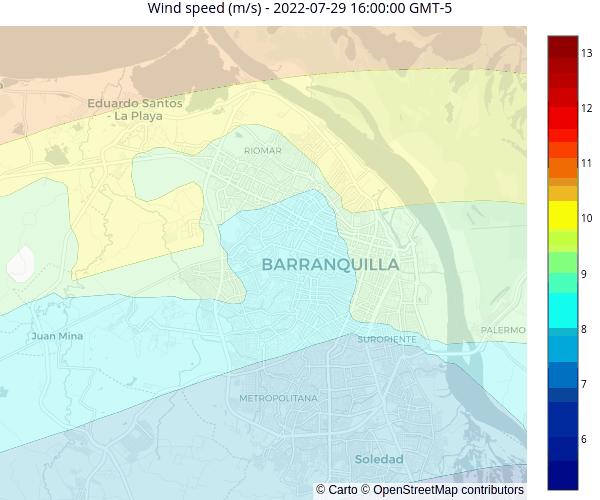 Wind speed (m/s) - 2022-07-29 16:00:00 GMT-5
13
12
11
10
9
8
7
6
Eduardo Santos
- La Playa
RIOMAR
BARRANQUILLA
Juan Mina
PALERMO
SURORIENTE
METROPOLITANA
Soledad
© Carto © OpenStreetMap contributors